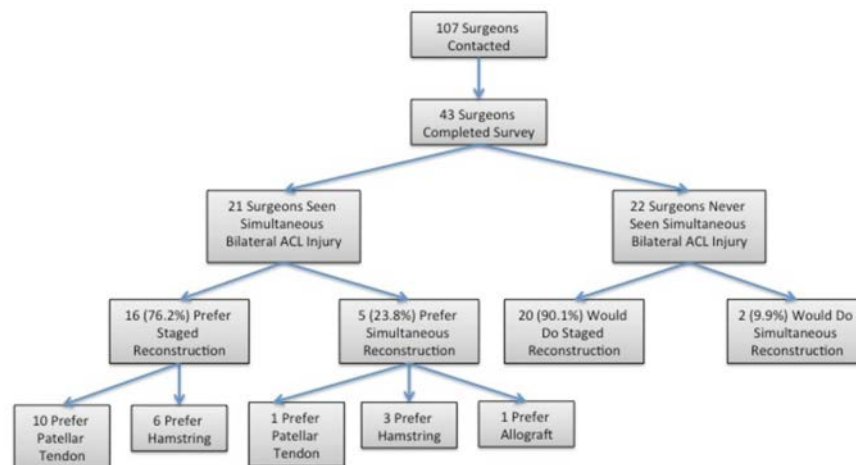 107 Surgeons
Contacted
43 Surgeons
Completed Survey
21 Surgeons Seen
Simultaneous
Bilateral ACL Injury
22 Surgeons Never
Seen Simultaneous
Bilateral ACL Injury
16 (76.2%) Prefer
Staged
Reconstruction
5 (23.8%) Prefer
Simultaneous
Reconstruction
20 (90.1%) Would
Do Staged
Reconstruction
2 (9.9%) Would Do
Simultaneous
Reconstruction
10 Prefer
Patellar
Tendon
6 Prefer
Hamstring
1 Prefer
Patellar
Tendon
3 Prefer
Hamstring
1 Prefer
Allograft